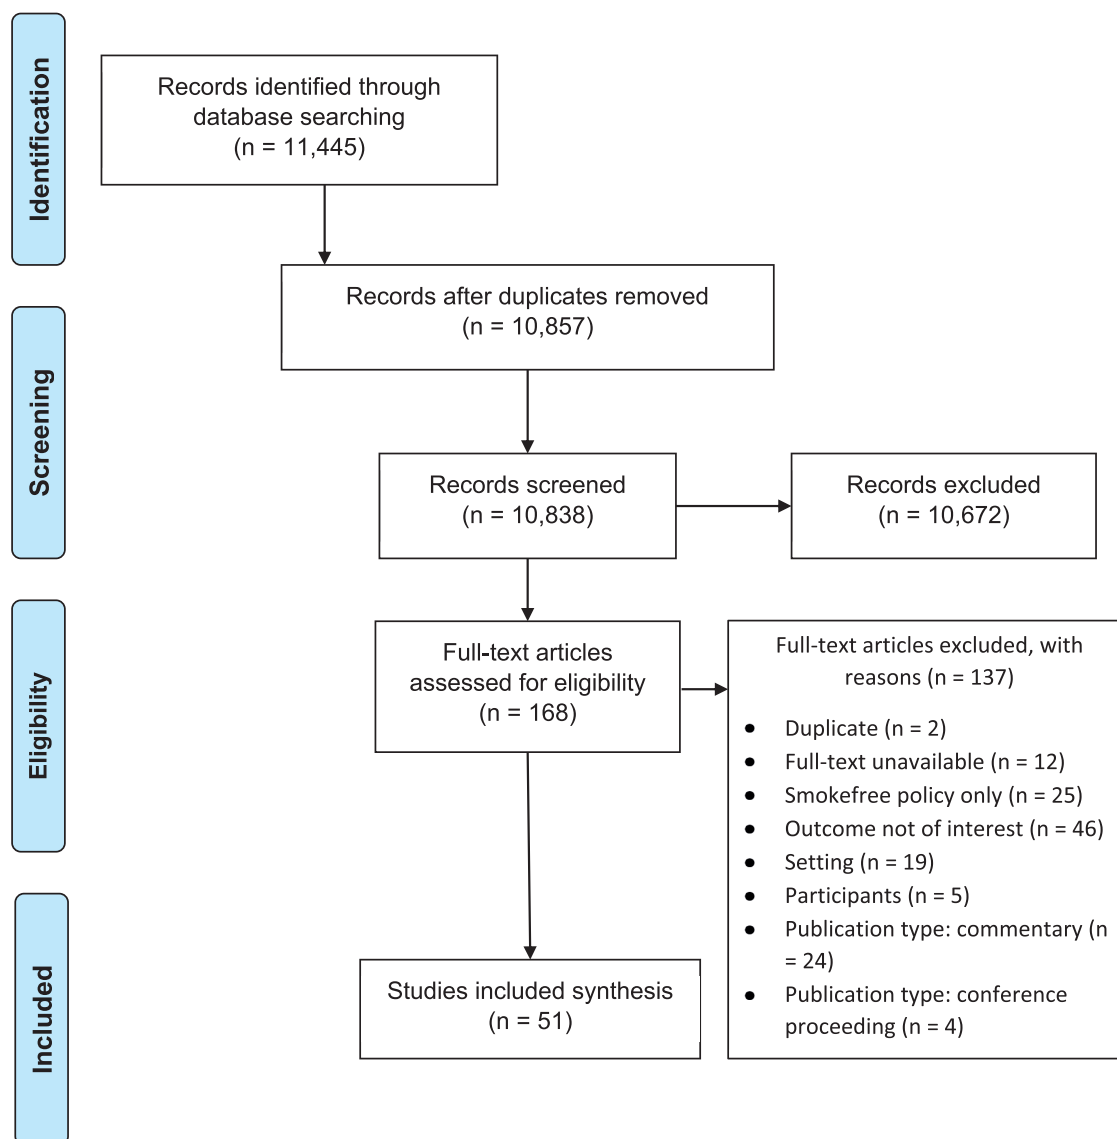 Identification
Records identified through
database searching
(n = 11,445)
Records after duplicates removed
(n = 10,857)
Screening
Records screened
(n = 10,838)
Records excluded
(n = 10,672)
Eligibility
Full-text articles
assessed for eligibility
(n = 168)
Full-text articles excluded, with
reasons (n = 137)
• Duplicate (n = 2)
• Full-text unavailable (n = 12)
• Smokefree policy only (n = 25)
• Outcome not of interest (n = 46)
• Setting (n = 19)
• Participants (n = 5)
• Publication type: commentary (n
= 24)
• Publication type: conference
proceeding (n = 4)
Included
Studies included synthesis
(n = 51)